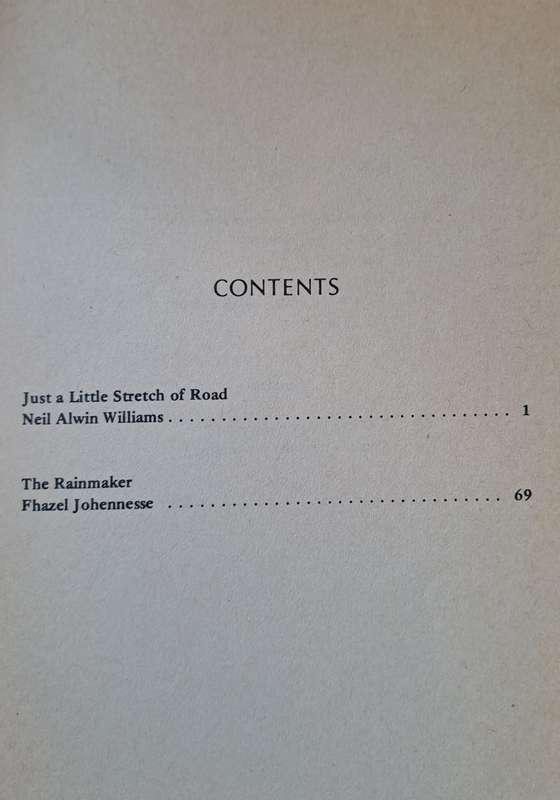 CONTENTS
Just a Little Stretch of Road
Neil Alwin Williams . . . . . . . . . . . . . . . . . . . . . . . . . . . . . . . . . 1
The Rainmaker
Fhazel Johennesse . . . . . . . . . . . . . . . . . . . . . . . . . . . . . . . . 69